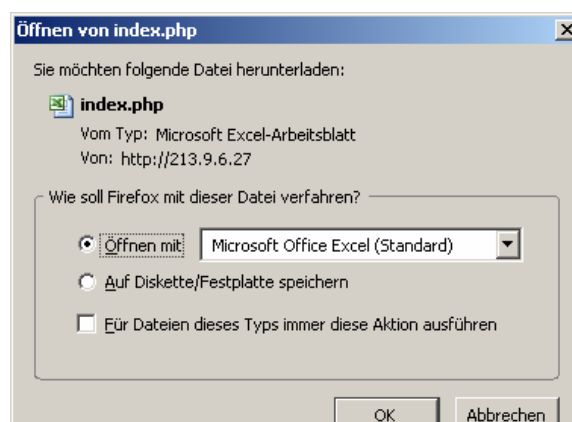 Öffnen von index.php
Sie möchten folgende Datei herunterladen:
index.php
Vom Typ: Microsoft Excel-Arbeitsblatt
Von: http://213.9.6.27
Wie soll Firefox mit dieser Datei verfahren?
Öffnen mit Microsoft Office Excel (Standard)
Auf Diskette/Festplatte speichern
Für Dateien dieses Typs immer diese Aktion ausführen
OK Abbrechen